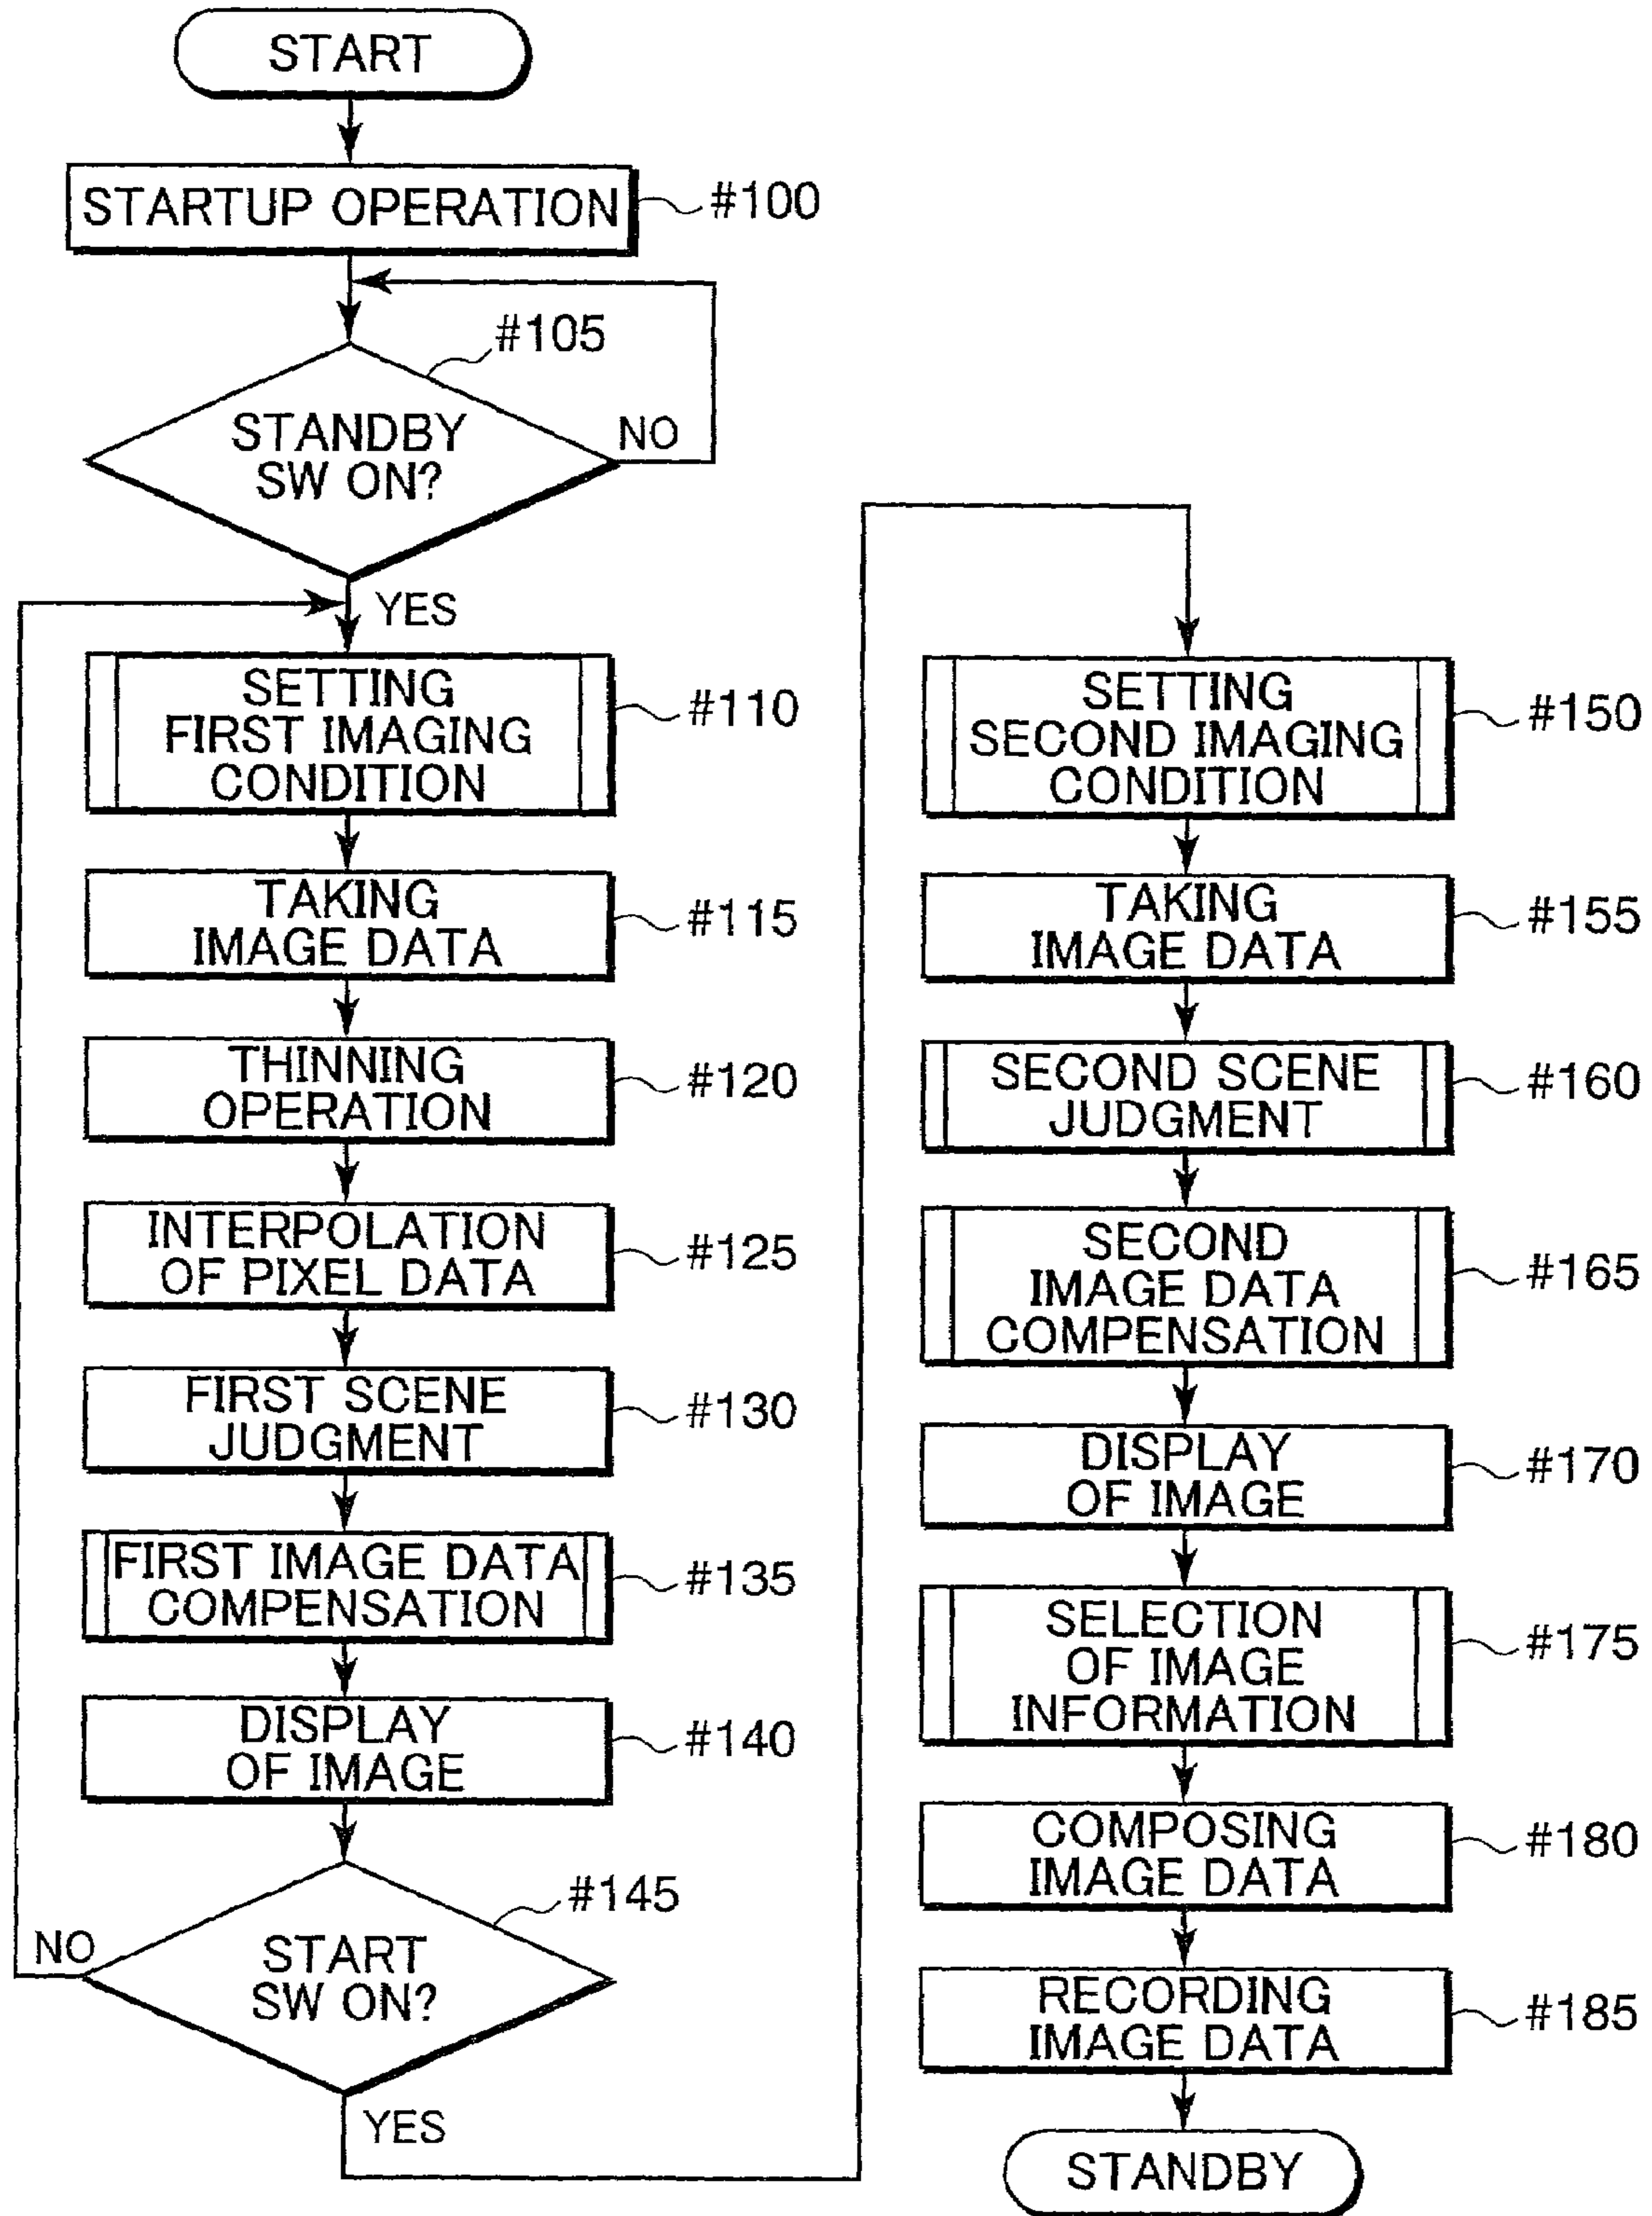 START
STARTUP OPERATION
#100
#105
STANDBY
SW ON?
NO
YES
SETTING
FIRST IMAGING
CONDITION
#110
TAKING
IMAGE DATA
#115
THINNING
OPERATION
#120
INTERPOLATION
OF PIXEL DATA
#125
FIRST SCENE
JUDGMENT
#130
FIRST IMAGE DATA
COMPENSATION
#135
DISPLAY
OF IMAGE
#140
#145
START
SW ON?
NO
YES
SETTING
SECOND IMAGING
CONDITION
#150
TAKING
IMAGE DATA
#155
SECOND SCENE
JUDGMENT
#160
SECOND
IMAGE DATA
COMPENSATION
#165
DISPLAY
OF IMAGE
#170
SELECTION
OF IMAGE
INFORMATION
#175
COMPOSING
IMAGE DATA
#180
RECORDING
IMAGE DATA
#185
STANDBY